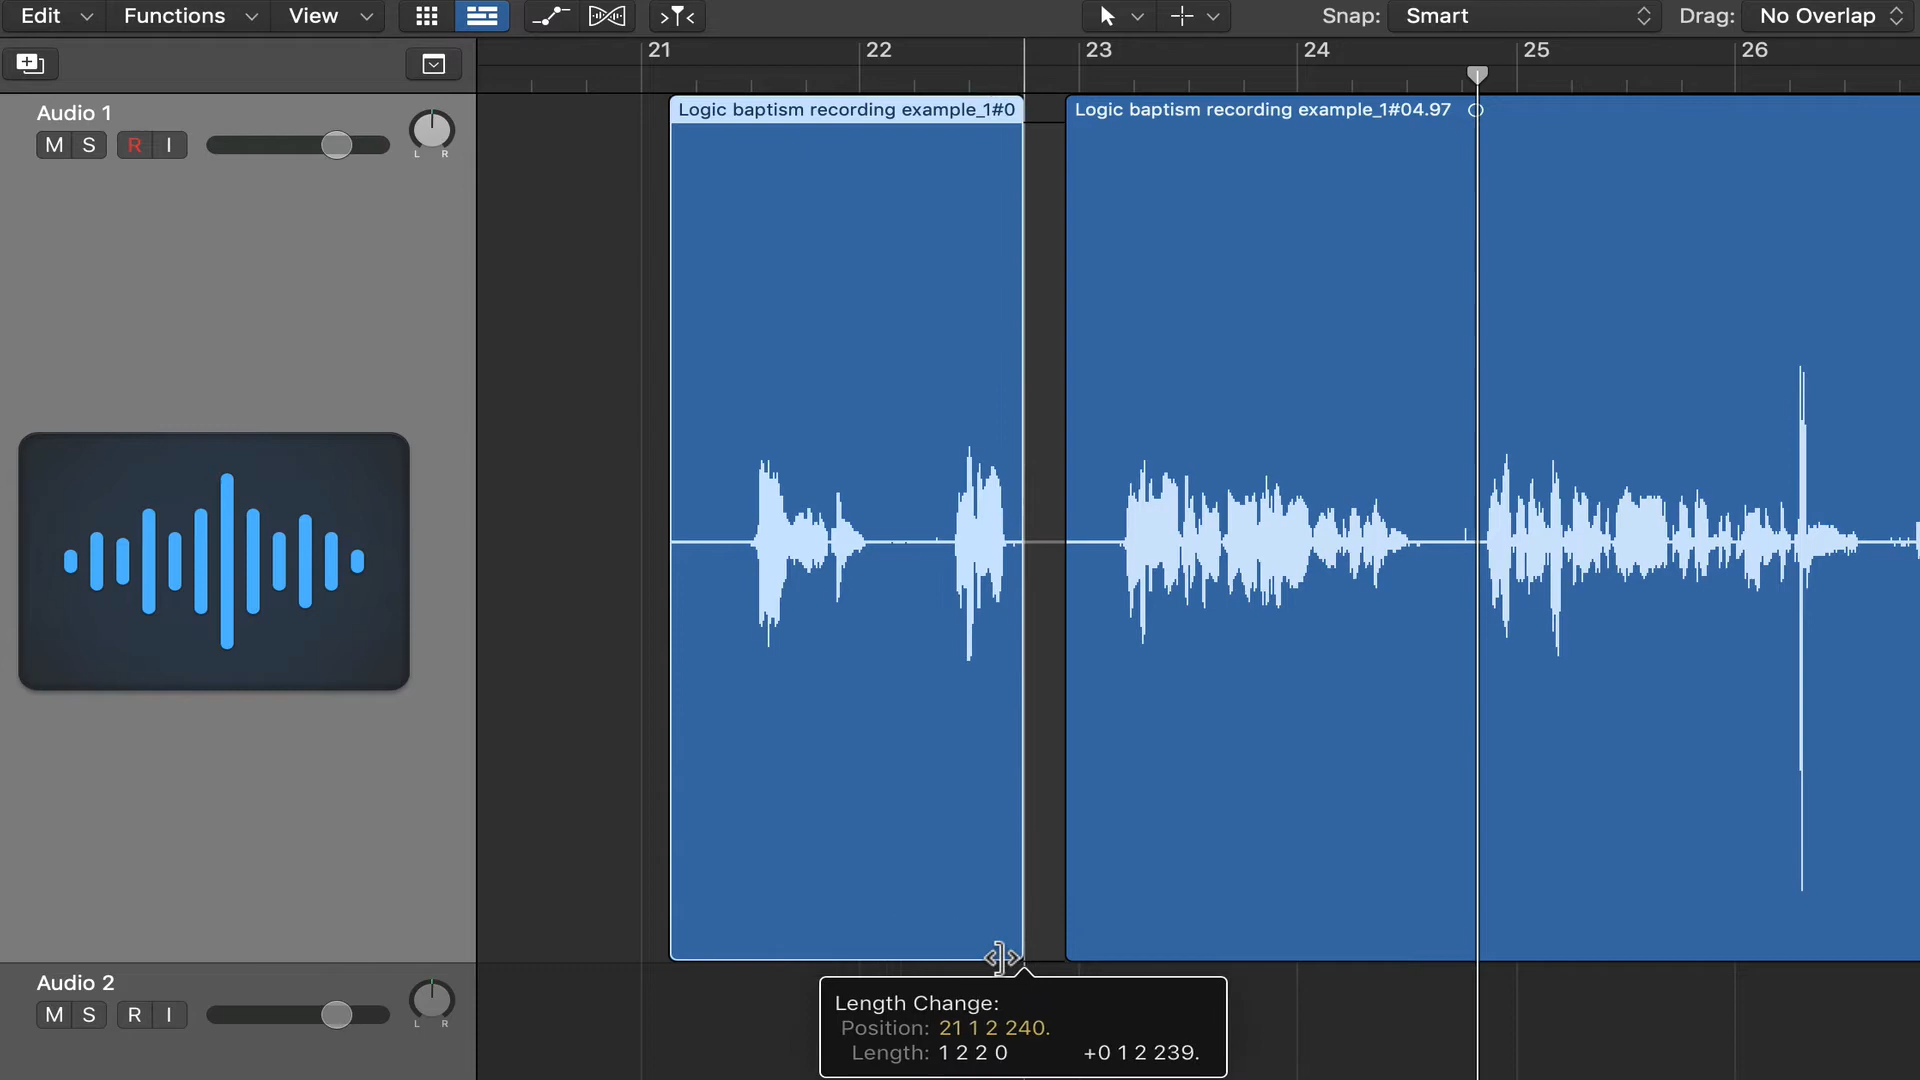 Edit Functions View Snap: Smart Drag: No Overlap
21 22 23 24 25 26
Audio 1
M S R I
L R
Logic baptism recording example_1#0
Logic baptism recording example_1#04.97
Audio 2
M S R I
L R
Length Change:
Position: 21 1 2 240.
Length: 1 2 2 0 +0 1 2 239.